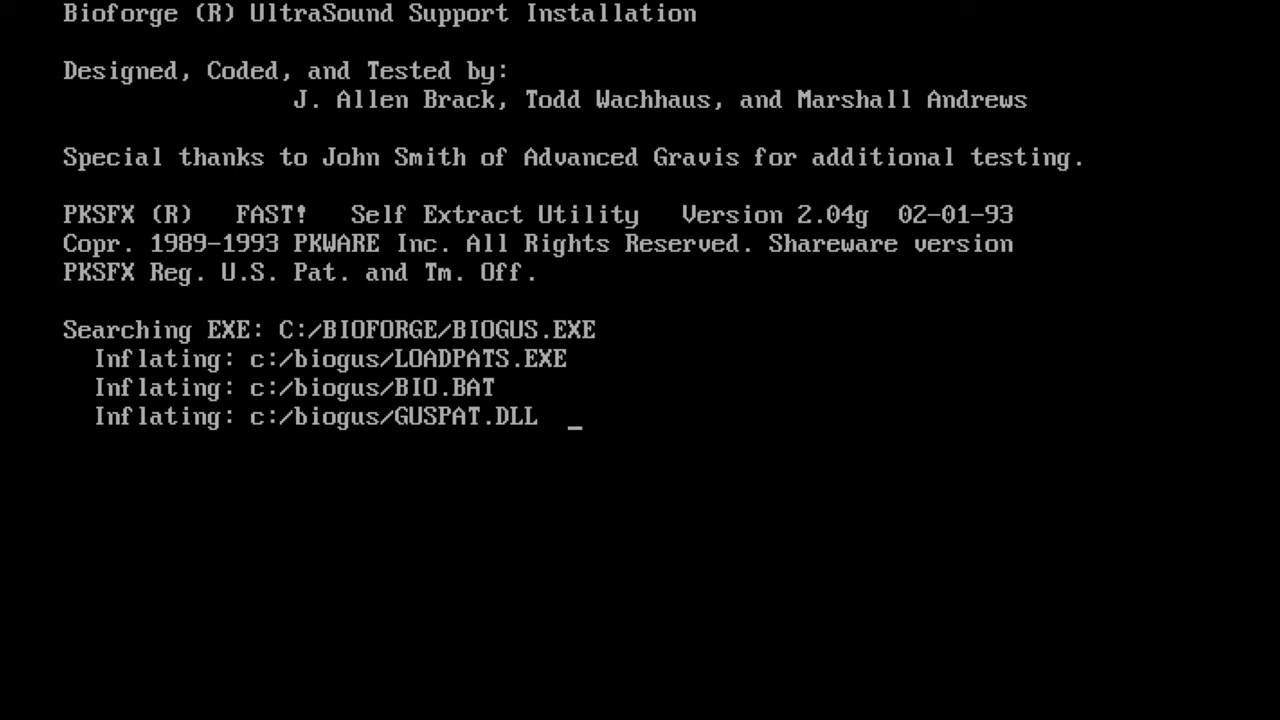 Bioforge (R) UltraSound Support Installation
Designed, Coded, and Tested by:
J. Allen Brack, Todd Wachhaus, and Marshall Andrews
Special thanks to John Smith of Advanced Gravis for additional testing.
PKSFX (R)   FAST!   Self Extract Utility   Version 2.04g  02-01-93
Copr. 1989-1993 PKWARE Inc. All Rights Reserved. Shareware version
PKSFX Reg. U.S. Pat. and Tm. Off.
Searching EXE: C:/BIOFORGE/BIOGUS.EXE
Inflating: c:/biogus/LOADPATS.EXE
Inflating: c:/biogus/BIO.BAT
Inflating: c:/biogus/GUSPAT.DLL  _